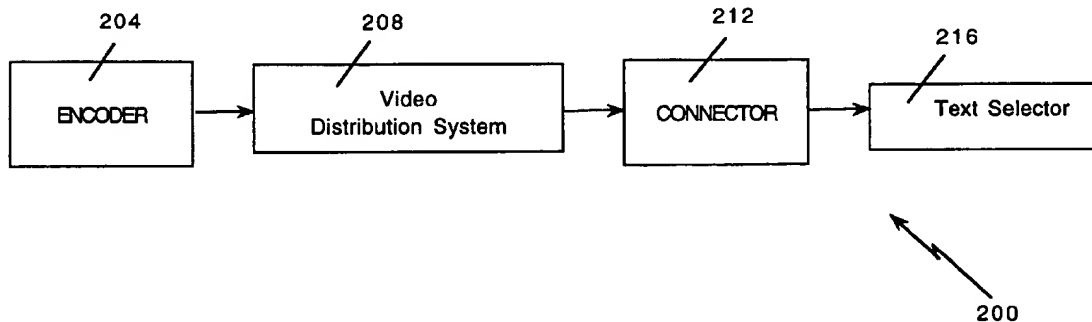 204
208
212
216
ENCODER
Video
Distribution System
CONNECTOR
Text Selector
200